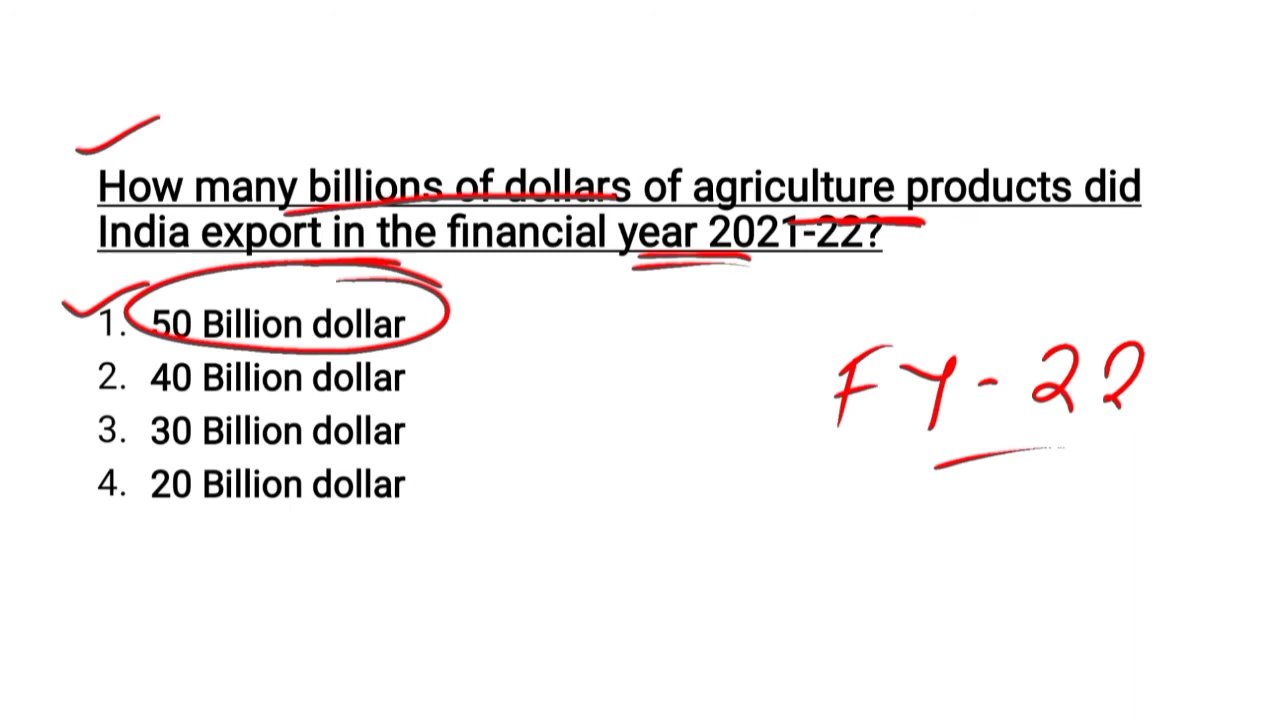 How many billions of dollars of agriculture products did
India export in the financial year 2021-22?
1. 50 Billion dollar
2. 40 Billion dollar
FY-22
3. 30 Billion dollar
4. 20 Billion dollar